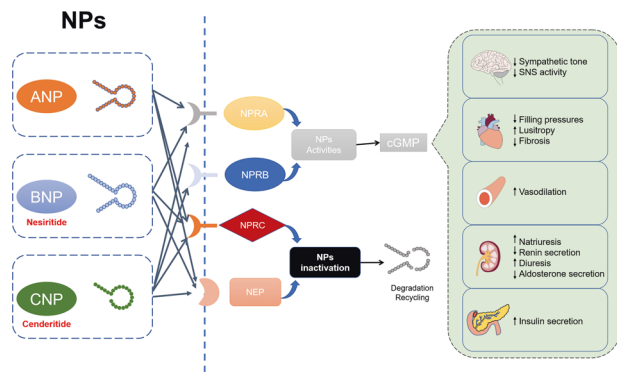 NPs
ANP
BNP
Nesiritide
CNP
Cenderitide
NPRA
NPRB
NPRC
NEP
NPs
Activities
cGMP
NPs
inactivation
Degradation
Recycling
↓ Sympathetic tone
↓ SNS activity
↓ Filling pressures
↑ Lusitropy
↓ Fibrosis
↑ Vasodilation
↑ Natriuresis
↓ Renin secretion
↑ Diuresis
↓ Aldosterone secretion
↑ Insulin secretion